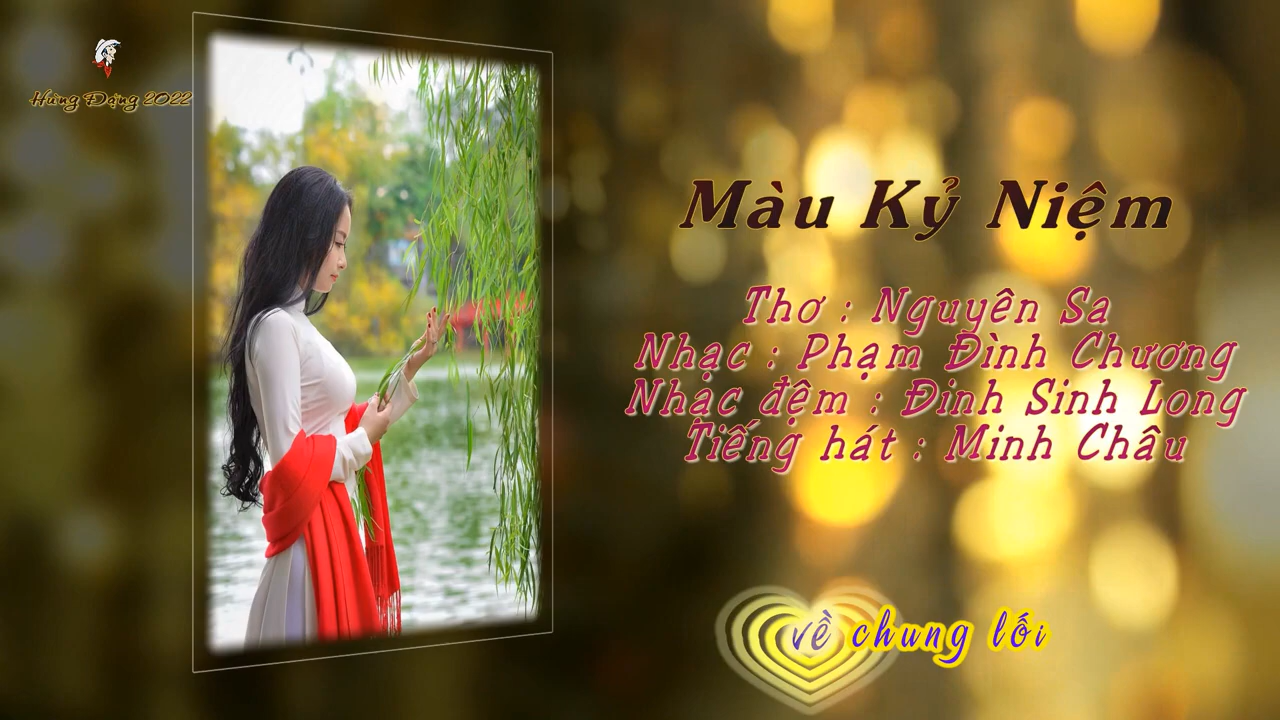 Hùng Đặng 2022
Màu Kỷ Niệm
Thơ : Nguyên Sa
Nhạc : Phạm Đình Chương
Nhạc đệm : Đinh Sinh Long
Tiếng hát : Minh Châu
về chung lối